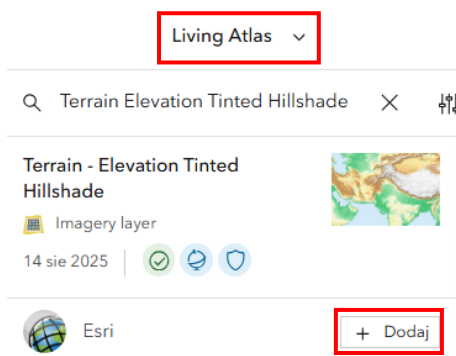 Living Atlas
Terrain Elevation Tinted Hillshade
Terrain - Elevation Tinted
Hillshade
Imagery layer
14 sie 2025
Esri
+ Dodaj